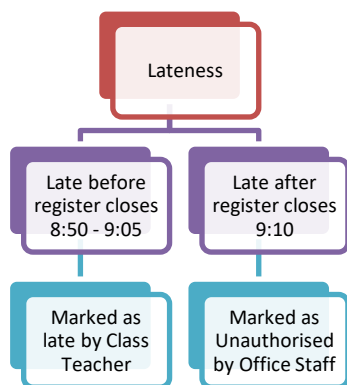 Lateness
Late before
register closes
8:50 - 9:05
Late after
register closes
9:10
Marked as
late by Class
Teacher
Marked as
Unauthorised
by Office Staff